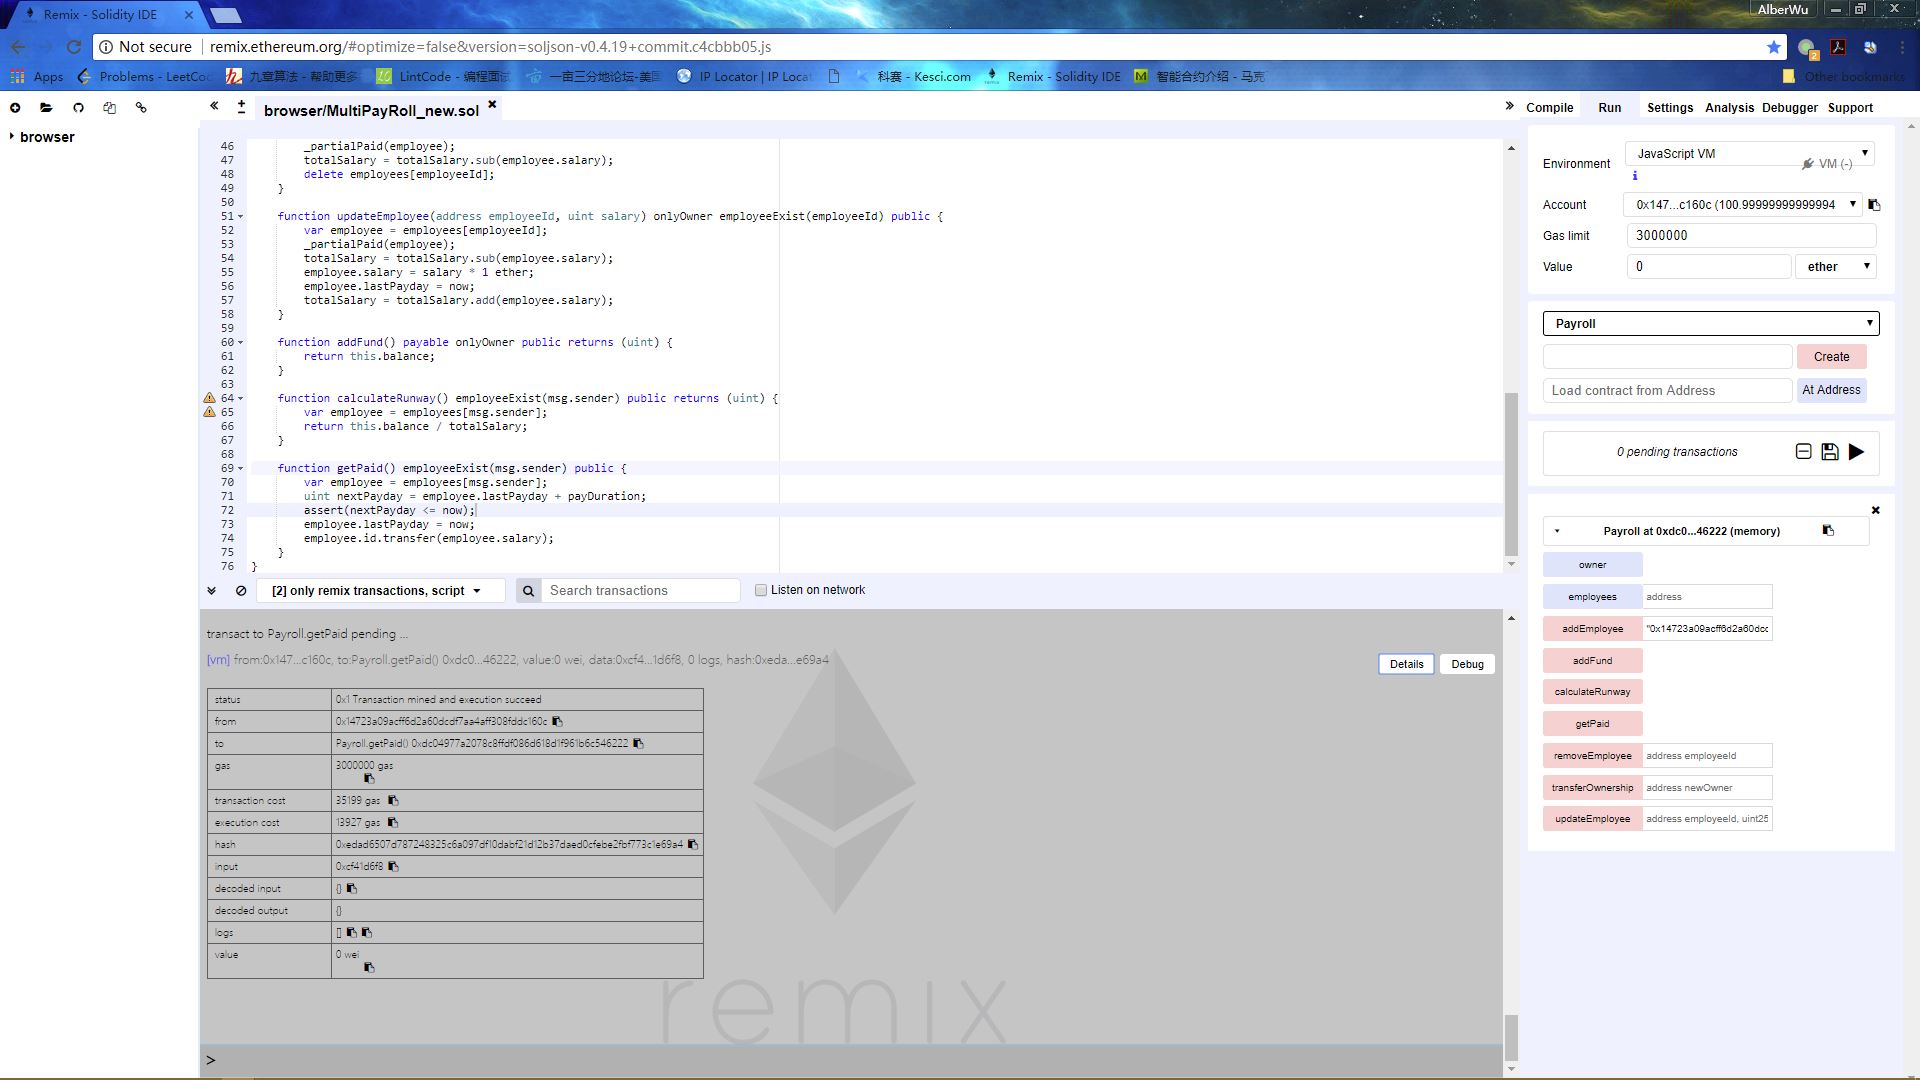 Remix - Solidity IDE
AlberWu
Not secure
remix.ethereum.org/#optimize=false&version=soljson-v0.4.19+commit.c4cbbb05.js
Apps
Problems - LeetCo
九章算法 - 帮助更多
LintCode - 编程面试
一亩三分地论坛-美国
IP Locator | IP Locat
科赛 - Kesci.com
Remix - Solidity IDE
智能合约介绍 - 马克
Other bookmarks
browser
browser/MultiPayRoll_new.sol
Compile
Run
Settings
Analysis
Debugger
Support
46 _partialPaid(employee);
47 totalSalary = totalSalary.sub(employee.salary);
48 delete employees[employeeId];
49 }
50
51 function updateEmployee(address employeeId, uint salary) onlyOwner employeeExist(employeeId) public {
52 var employee = employees[employeeId];
53 _partialPaid(employee);
54 totalSalary = totalSalary.sub(employee.salary);
55 employee.salary = salary * 1 ether;
56 employee.lastPayday = now;
57 totalSalary = totalSalary.add(employee.salary);
58 }
59
60 function addFund() payable onlyOwner public returns (uint) {
61 return this.balance;
62 }
63
64 function calculateRunway() employeeExist(msg.sender) public returns (uint) {
65 var employee = employees[msg.sender];
66 return this.balance / totalSalary;
67 }
68
69 function getPaid() employeeExist(msg.sender) public {
70 var employee = employees[msg.sender];
71 uint nextPayday = employee.lastPayday + payDuration;
72 assert(nextPayday <= now);
73 employee.lastPayday = now;
74 employee.id.transfer(employee.salary);
75 }
76 }
[2] only remix transactions, script
Search transactions
Listen on network
transact to Payroll.getPaid pending ...
[vm] from:0x147...c160c, to:Payroll.getPaid() 0xdc0...46222, value:0 wei, data:0xcf4...1d6f8, 0 logs, hash:0xeda...e69a4
Details
Debug
status 0x1 Transaction mined and execution succeed
from 0x14723a09acff6d2a60dcdf7aa4aff308fddc160c
to Payroll.getPaid() 0xdc04977a2078c8ffdf086d618d1f961b6c546222
gas 3000000 gas
transaction cost 35199 gas
execution cost 13927 gas
hash 0xedad6507d787248325c6a097df10dabf21d12b37daed0cfebe2fbf773c1e69a4
input 0xcf41d6f8
decoded input {}
decoded output {}
logs []
value 0 wei
remix
>
Environment
JavaScript VM
VM (-)
Account
0x147...c160c (100.99999999999994
Gas limit
3000000
Value
0
ether
Payroll
Create
Load contract from Address
At Address
0 pending transactions
Payroll at 0xdc0...46222 (memory)
owner
employees address
addEmployee "0x14723a09acff6d2a60dcc
addFund
calculateRunway
getPaid
removeEmployee address employeeId
transferOwnership address newOwner
updateEmployee address employeeId, uint25